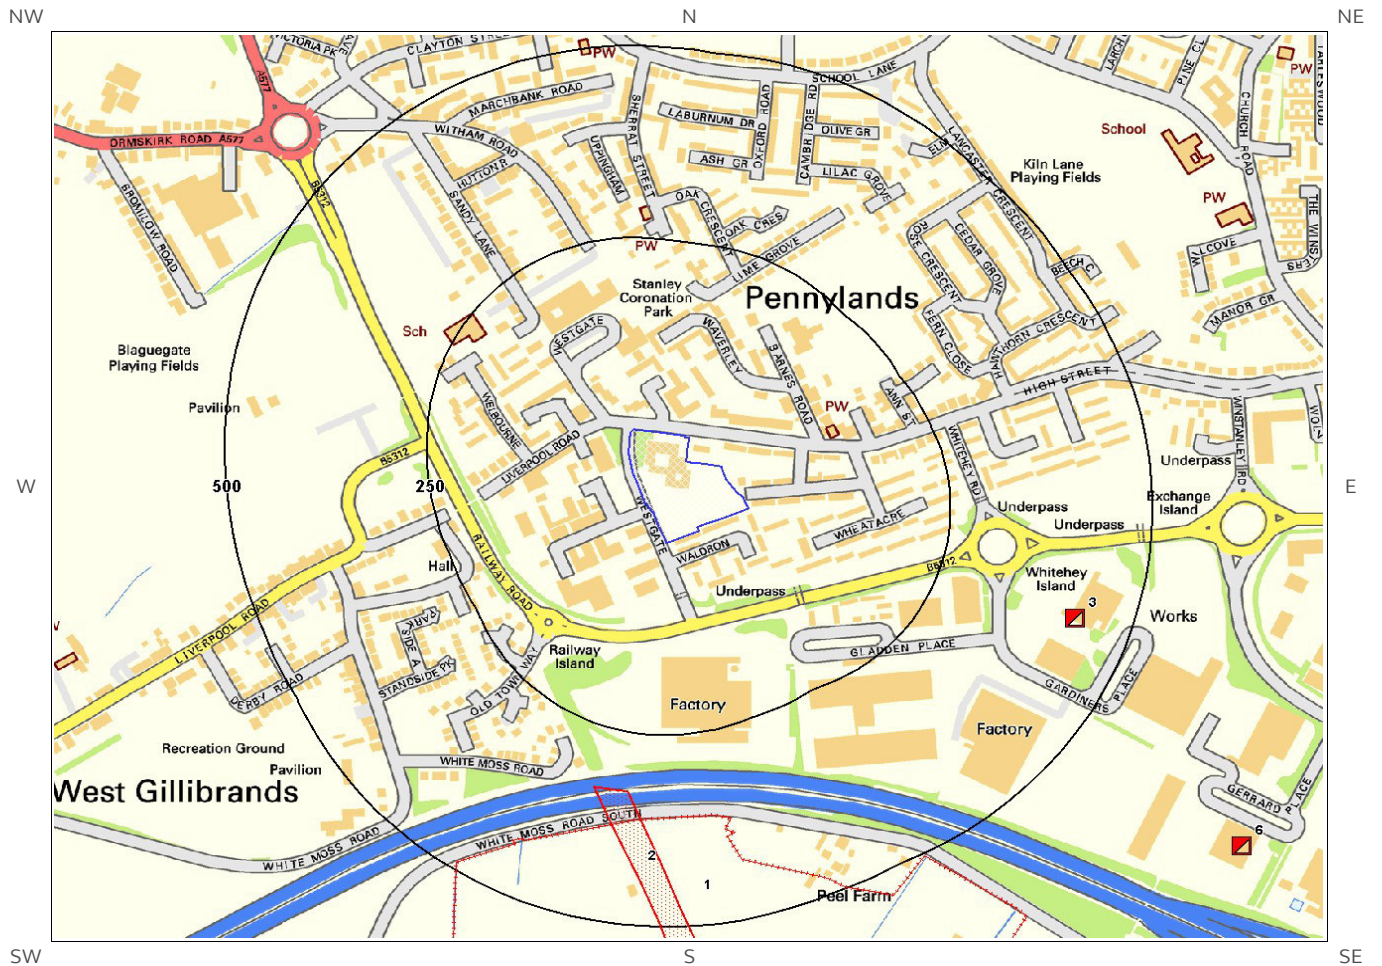 NW
N
NE
VICTORIA PK
AVE
CLAYTON STREET
PW
SCHOOL LANE
PINE CL
PW
A577
MARCHBANK ROAD
SHERRAT STREET
LABURNUM DR
OXFORD ROAD
CAMBRIDGE RD
OLIVE GR
CHURCH ROAD
School
ORMSKIRK ROAD A577
WITHAM ROAD
UPPINGHAM
ASH GR
LILAC GROVE
ELM
LANCASTER CRESCENT
Kiln Lane
Playing Fields
HUTTON R
B5312
BROMILOW ROAD
SANDY LANE
OAK CRESCENT
OAK CRES
PW
PW
THE WINSTERS
LIME GROVE
ROSE CRESCENT
CEDAR GROVE
BEECH C
Stanley
Coronation
Park
Pennylands
MANOR GR
Sch
WESTGATE
WAVERLEY
BARNES ROAD
FERN CLOSE
HAWTHORN CRESCENT
Blaguegate
Playing Fields
HIGH STREET
Pavilion
WELBOURNE
ANN ST
PW
WHITEHEY RD
WINSTANLEY RD
LIVERPOOL ROAD
B5312
Underpass
W
500
250
E
WESTGATE
Exchange
Island
Underpass
Underpass
WHEATACRE
WALDRON
RAILWAY ROAD
Hall
B5312
Whitehey
Island
Underpass
3
Works
LIVERPOOL ROAD
PARK
SIDE A
STANDSIDE PK
DERBY ROAD
OLD TOWN WAY
Railway
Island
GLADDEN PLACE
GARDINERS PLACE
Factory
Factory
Recreation Ground
Pavilion
WHITE MOSS ROAD
West Gillibrands
GERRARD PLACE
WHITE MOSS ROAD SOUTH
WHITE MOSS ROAD
6
2
1
Peel Farm
SW
S
SE